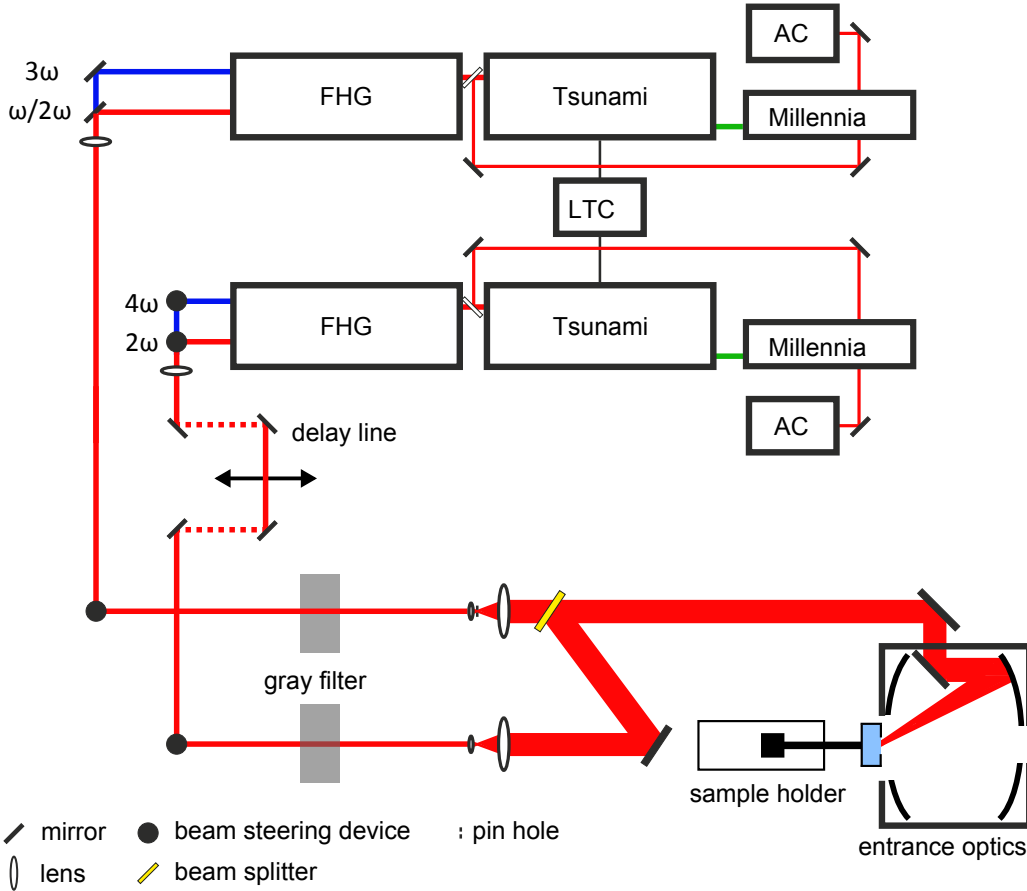 AC
3ω
FHG
Tsunami
Millennia
ω/2ω
LTC
4ω
FHG
Tsunami
Millennia
2ω
AC
delay line
gray filter
sample holder
entrance optics
mirror
beam steering device
pin hole
lens
beam splitter